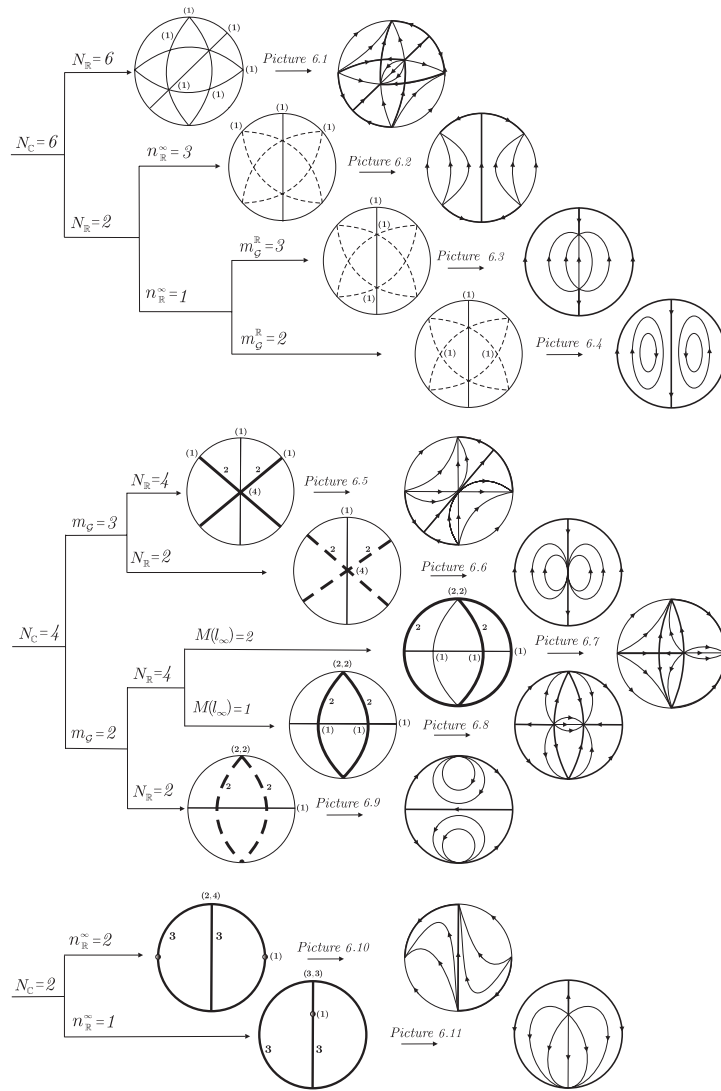 N_ℝ=6
(1)
(1)
(1)
(1)
(1)
(1)
Picture 6.1
N_ℂ=6
N_ℝ=2
n_ℝ^∞=3
(1)
(1)
(1)
Picture 6.2
n_ℝ^∞=1
m_𝒢^ℝ=3
(1)
(1)
(1)
Picture 6.3
m_𝒢^ℝ=2
(1)
(1)
(1)
Picture 6.4
N_ℂ=4
m_𝒢=3
N_ℝ=4
(1)
(1)
(1)
2
2
(4)
Picture 6.5
N_ℝ=2
(1)
2
2
(4)
Picture 6.6
m_𝒢=2
N_ℝ=4
M(l_∞)=2
(2,2)
2
2
(1)
(1)
(1)
Picture 6.7
M(l_∞)=1
(2,2)
2
2
(1)
(1)
(1)
Picture 6.8
N_ℝ=2
(2,2)
2
2
(1)
Picture 6.9
N_ℂ=2
n_ℝ^∞=2
(2,4)
3
3
(1)
Picture 6.10
n_ℝ^∞=1
(3,3)
(1)
3
3
Picture 6.11